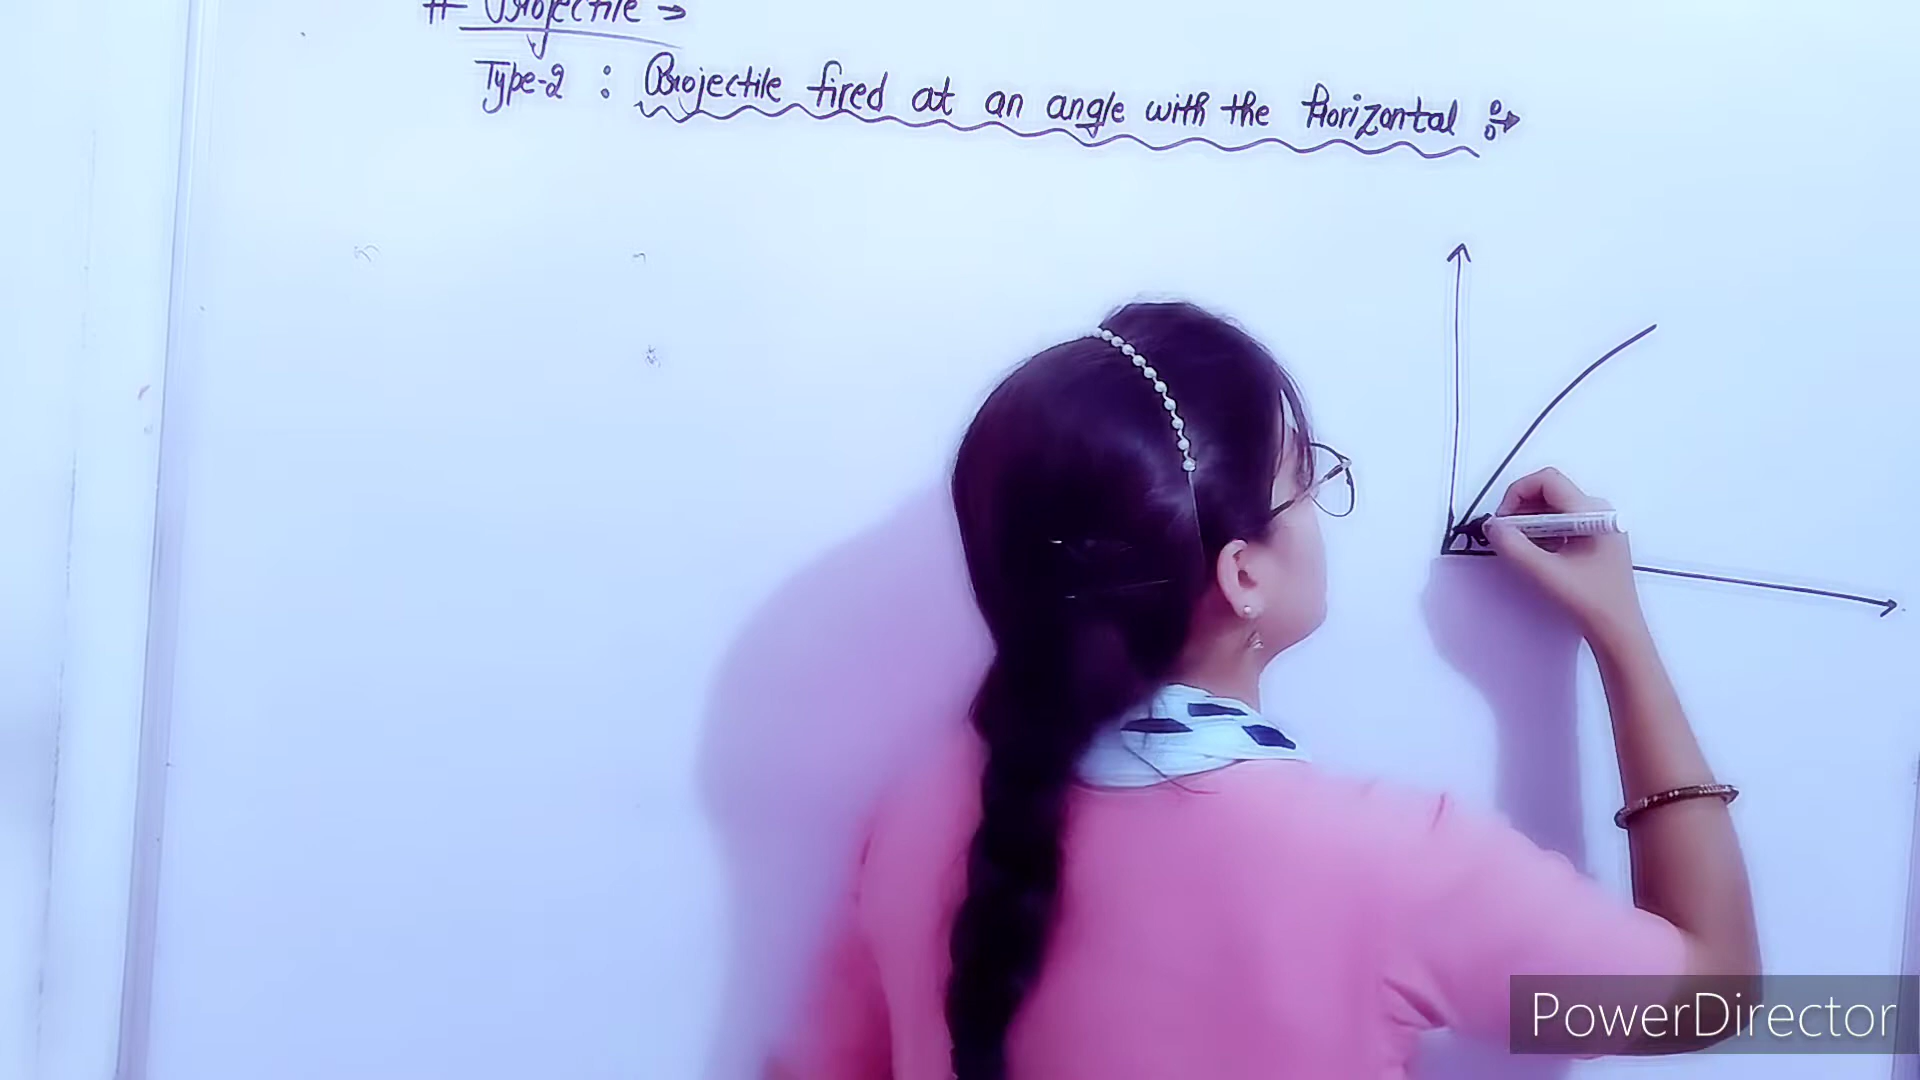 # Projectile →
Type-2 : Projectile fired at an angle with the Horizontal :→
PowerDirector